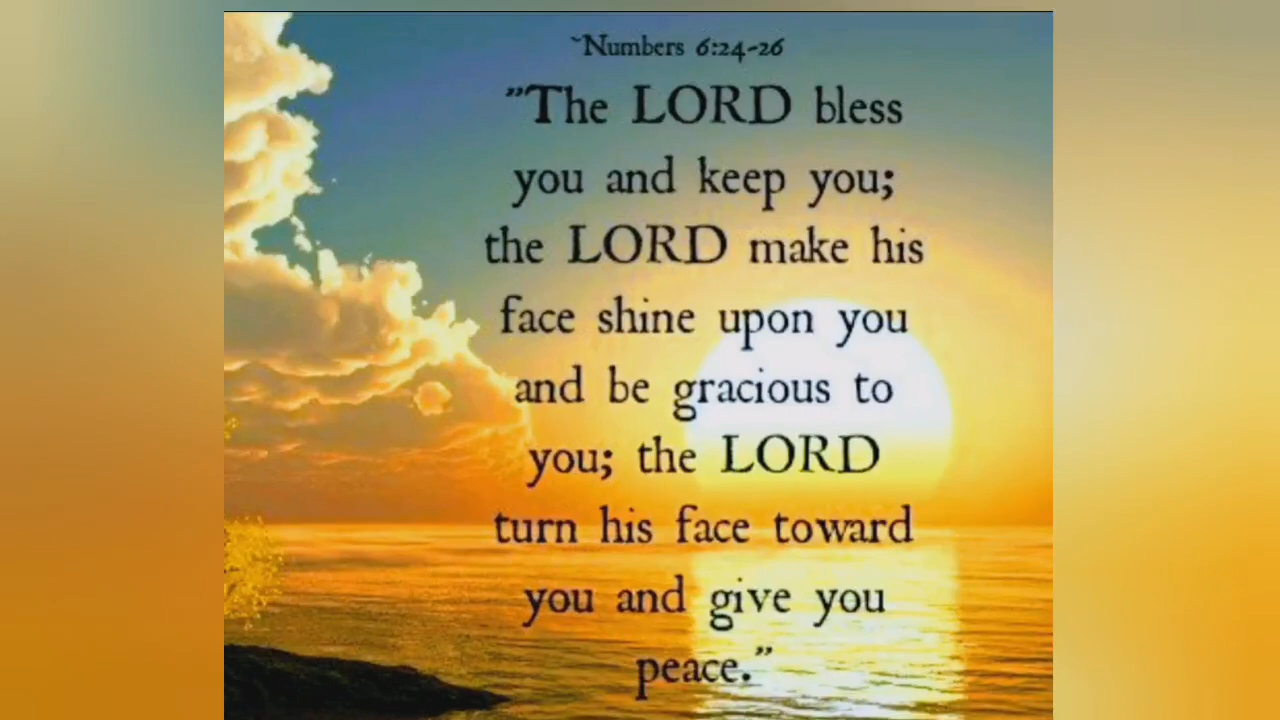 ~Numbers 6:24-26
"The LORD bless
you and keep you;
the LORD make his
face shine upon you
and be gracious to
you; the LORD
turn his face toward
you and give you
peace."